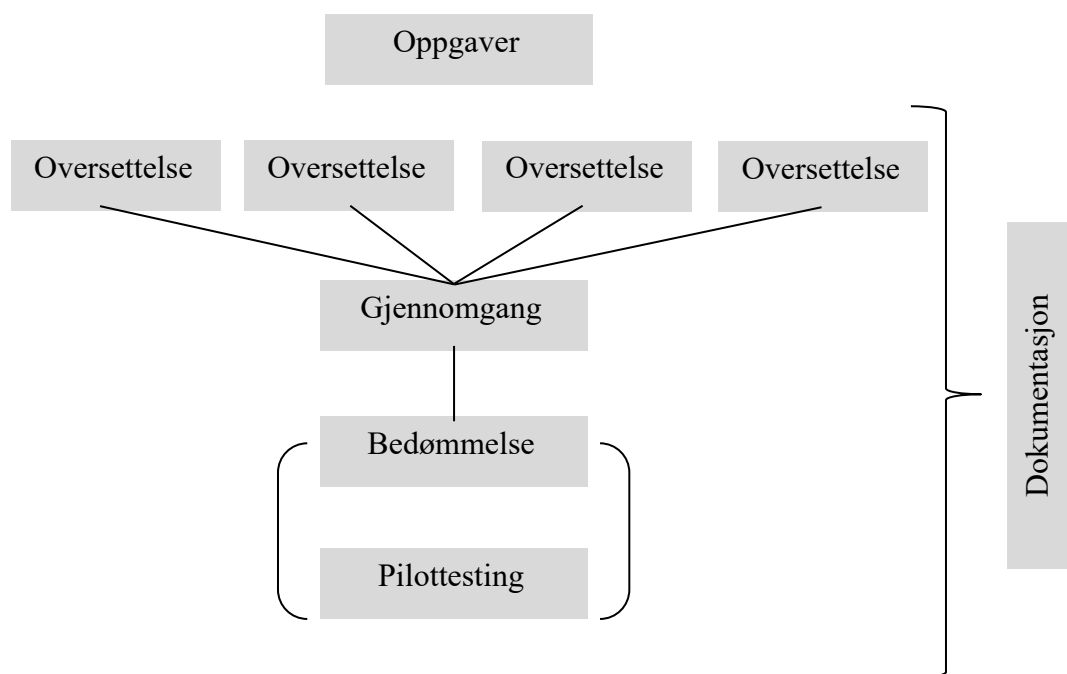 Oppgaver
Oversettelse
Oversettelse
Oversettelse
Oversettelse
Gjennomgang
Bedømmelse
Pilottesting
Dokumentasjon